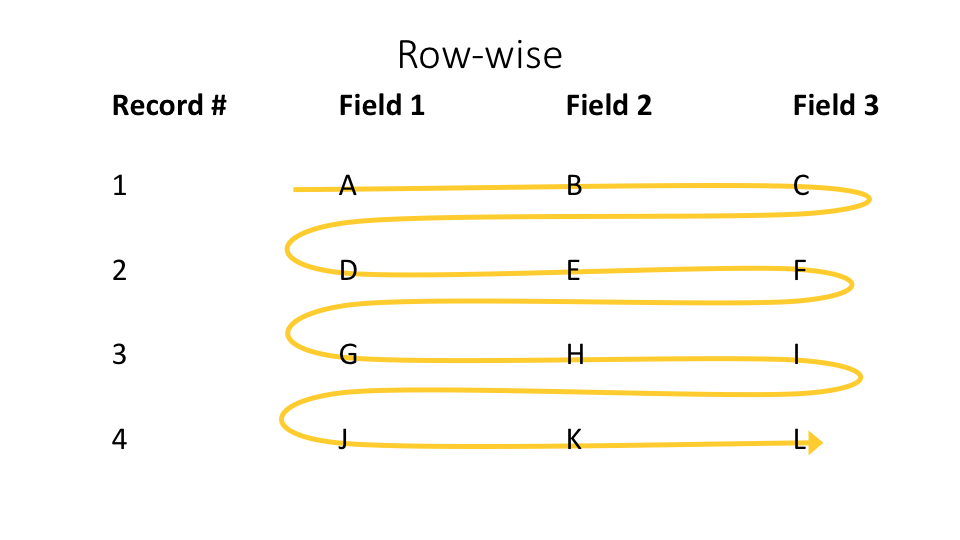 Row-wise
Record # Field 1 Field 2 Field 3
1 A B C
2 D E F
3 G H I
4 J K L